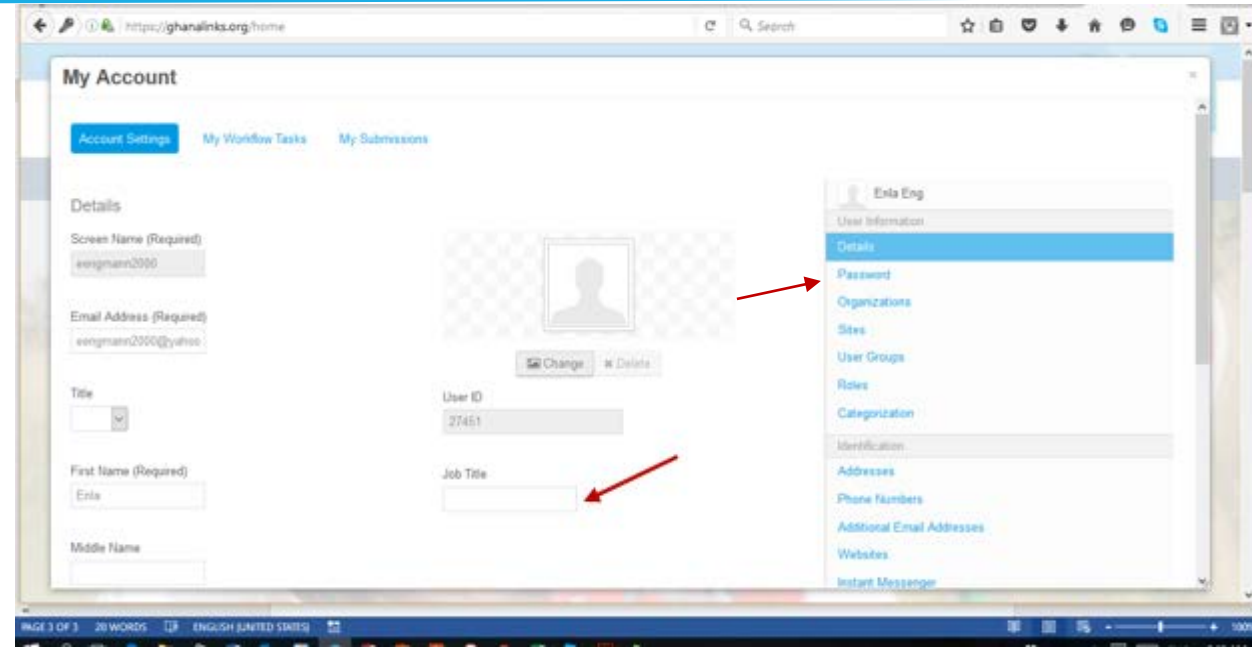 https://ghanalinks.org/home
Search
My Account
Account Settings My Workflow Tasks My Submissions
Details
Screen Name (Required)
eengmann2000
Email Address (Required)
eengmann2000@yahoo
Change Delete
Title
User ID
27451
First Name (Required)
Enla
Job Title
Middle Name
Enla Eng
User Information
Details
Password
Organizations
Sites
User Groups
Roles
Categorization
Identification
Addresses
Phone Numbers
Additional Email Addresses
Websites
Instant Messenger
PAGE 3 OF 3 28 WORDS ENGLISH (UNITED STATES) 100%